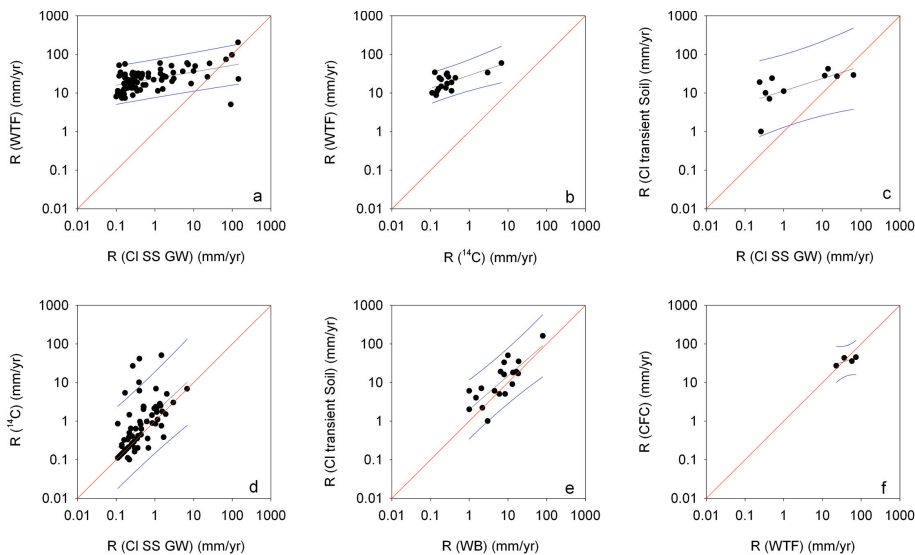 1000
100
10
1
0.1
0.01
R (WTF) (mm/yr)
a
0.01 0.1 1 10 100 1000
R (Cl SS GW) (mm/yr)
1000
100
10
1
0.1
0.01
R (WTF) (mm/yr)
b
0.01 0.1 1 10 100 1000
R (¹⁴C) (mm/yr)
1000
100
10
1
0.1
0.01
R (Cl transient Soil) (mm/yr)
c
0.01 0.1 1 10 100 1000
R (Cl SS GW) (mm/yr)
1000
100
10
1
0.1
0.01
R (¹⁴C) (mm/yr)
d
0.01 0.1 1 10 100 1000
R (Cl SS GW) (mm/yr)
1000
100
10
1
0.1
0.01
R (Cl transient Soil) (mm/yr)
e
0.01 0.1 1 10 100 1000
R (WB) (mm/yr)
1000
100
10
1
0.1
0.01
R (CFC) (mm/yr)
f
0.01 0.1 1 10 100 1000
R (WTF) (mm/yr)